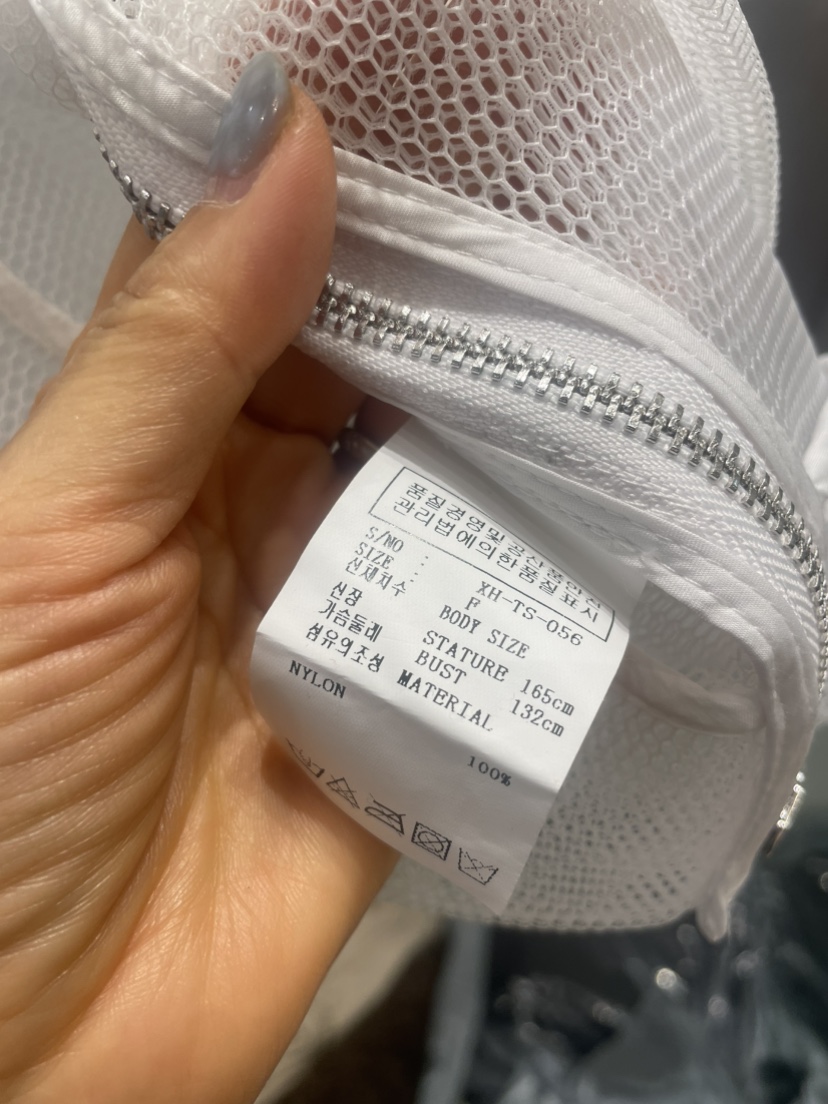 품질경영및공산품안전
관리법에의한품질표시
S/NO : XH-TS-056
SIZE : F
신체치수 BODY SIZE
신장 STATURE 165cm
가슴둘레 BUST 132cm
섬유의조성 MATERIAL
NYLON 100%